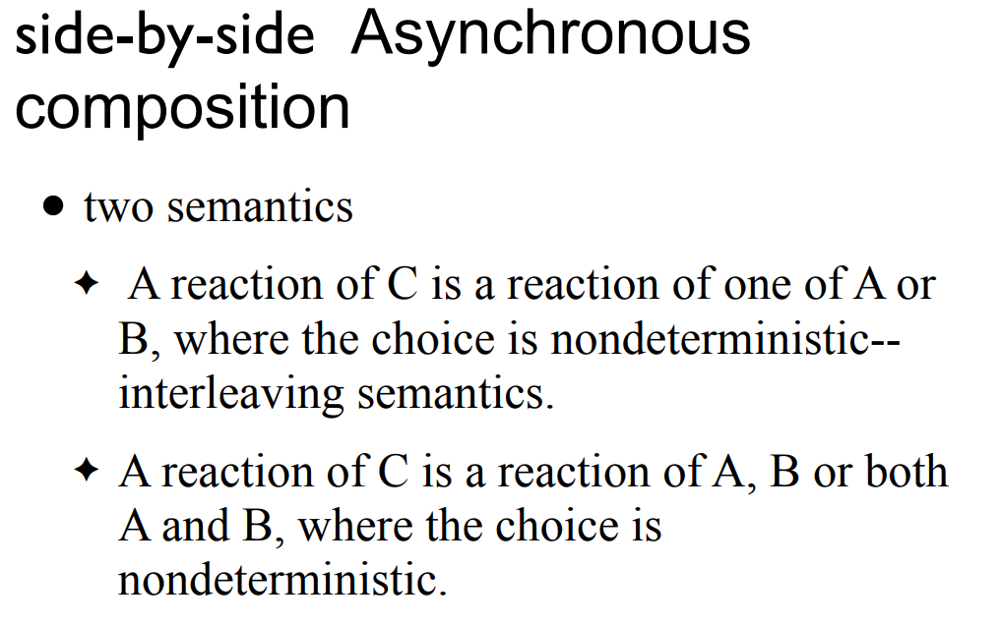 side-by-side Asynchronous
composition
● two semantics
✦ A reaction of C is a reaction of one of A or
B, where the choice is nondeterministic--
interleaving semantics.
✦ A reaction of C is a reaction of A, B or both
A and B, where the choice is
nondeterministic.